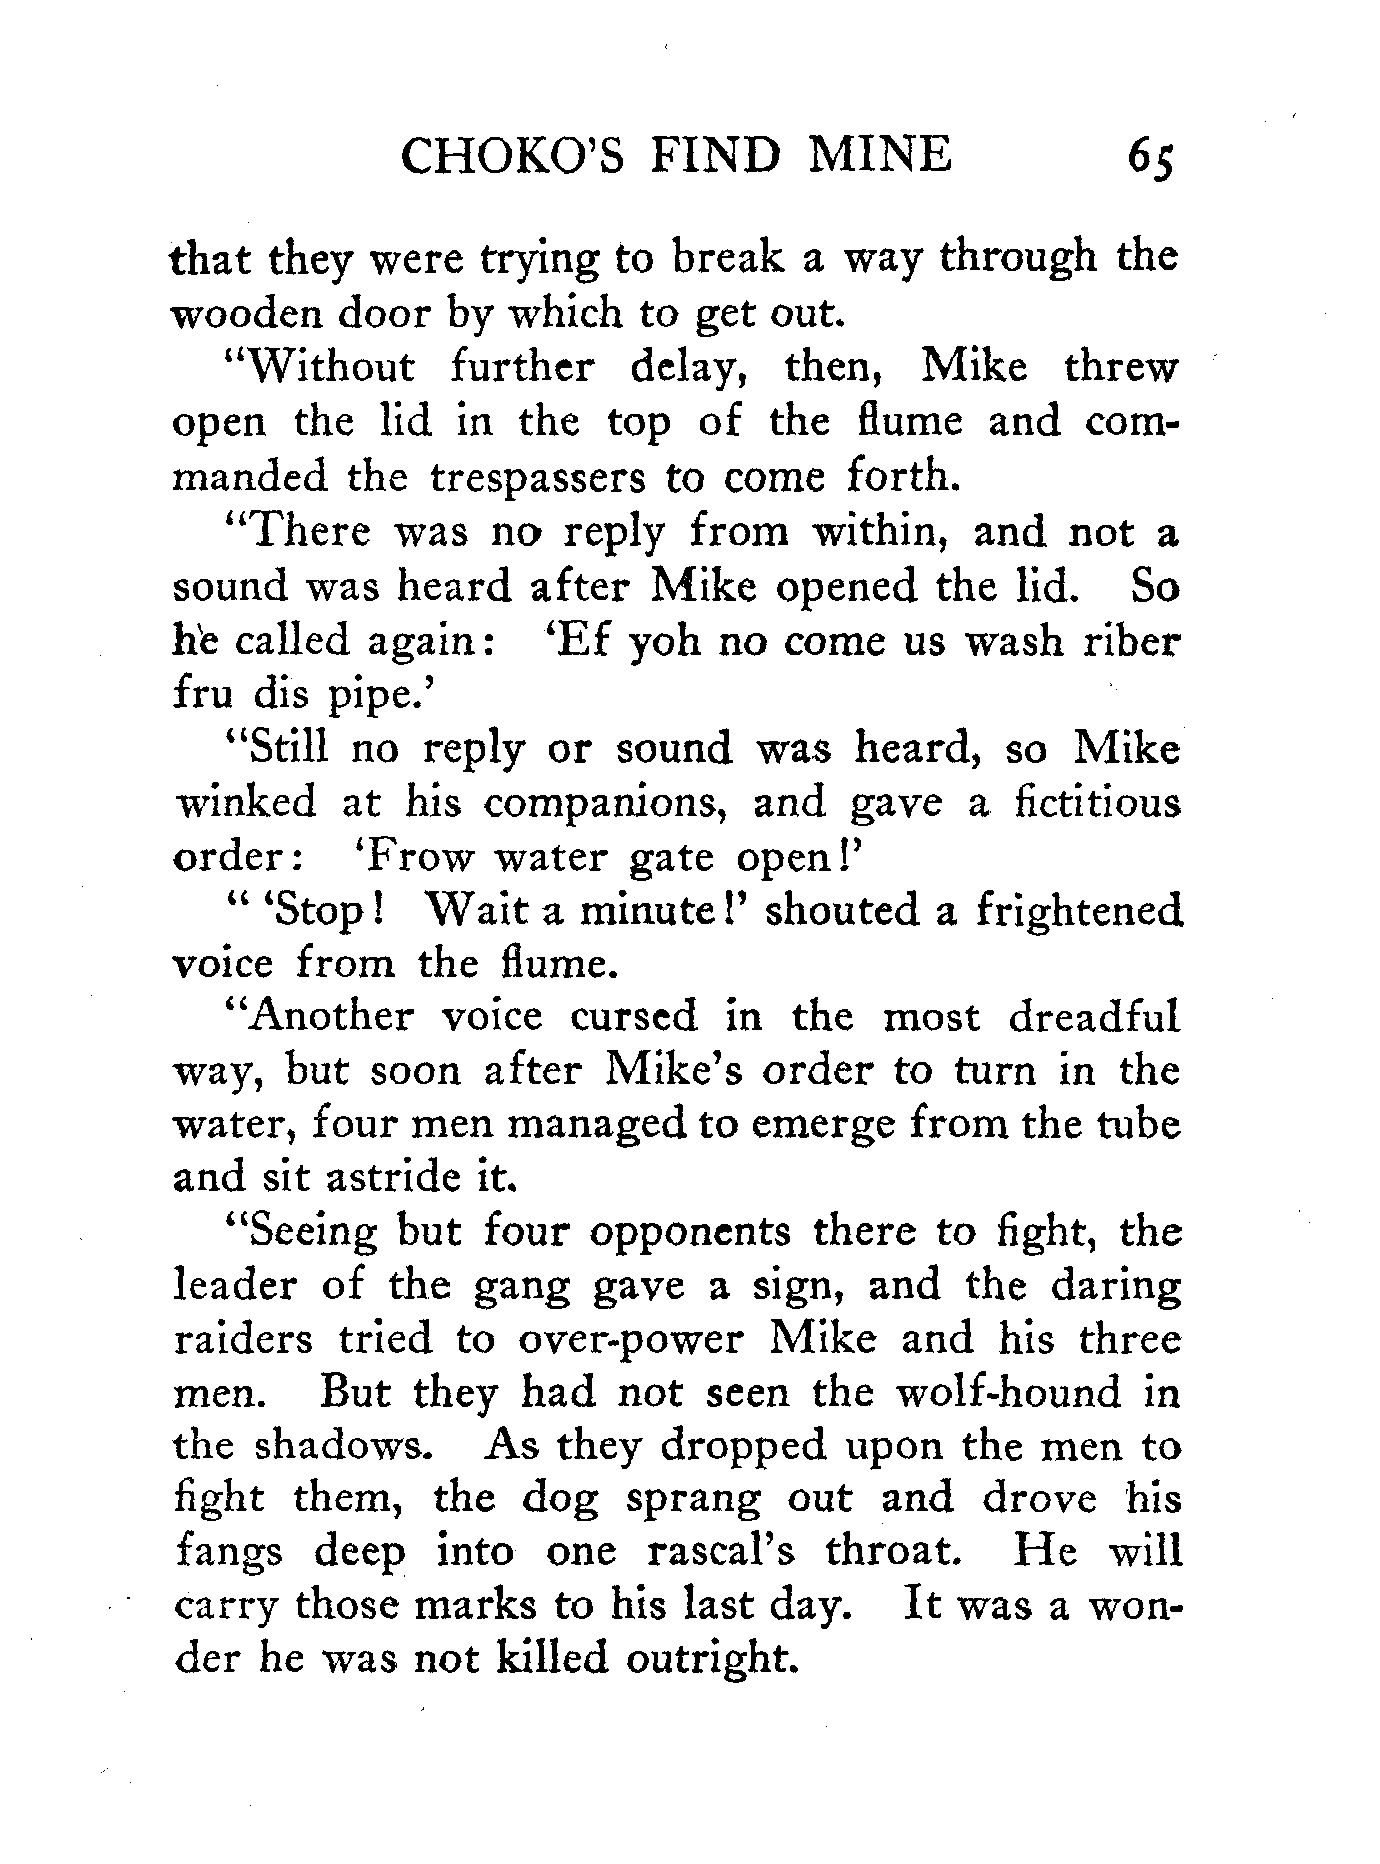 CHOKO'S FIND MINE 65
that they were trying to break a way through the
wooden door by which to get out.
“Without further delay, then, Mike threw
open the lid in the top of the flume and com-
manded the trespassers to come forth.
“There was no reply from within, and not a
sound was heard after Mike opened the lid. So
he called again: ‘Ef yoh no come us wash riber
fru dis pipe.’
“Still no reply or sound was heard, so Mike
winked at his companions, and gave a fictitious
order: ‘Frow water gate open!’
“ ‘Stop! Wait a minute!’ shouted a frightened
voice from the flume.
“Another voice cursed in the most dreadful
way, but soon after Mike’s order to turn in the
water, four men managed to emerge from the tube
and sit astride it.
“Seeing but four opponents there to fight, the
leader of the gang gave a sign, and the daring
raiders tried to over-power Mike and his three
men. But they had not seen the wolf-hound in
the shadows. As they dropped upon the men to
fight them, the dog sprang out and drove his
fangs deep into one rascal’s throat. He will
carry those marks to his last day. It was a won-
der he was not killed outright.